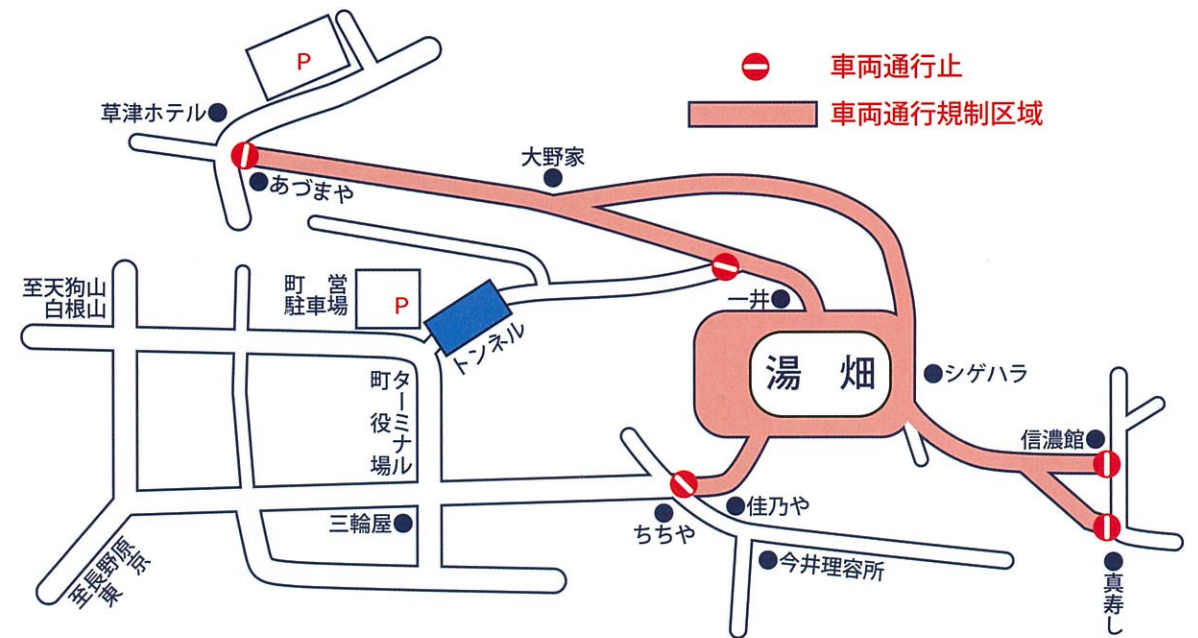 P
車両通行止
草津ホテル
車両通行規制区域
大野家
あづまや
至天狗山
白根山
町営
駐車場
P
一井
トンネル
湯畑
シゲハラ
ターミナル
町役場
信濃館
三輪屋
ちちや
佳乃や
今井理容所
至長野原
東京
真寿し